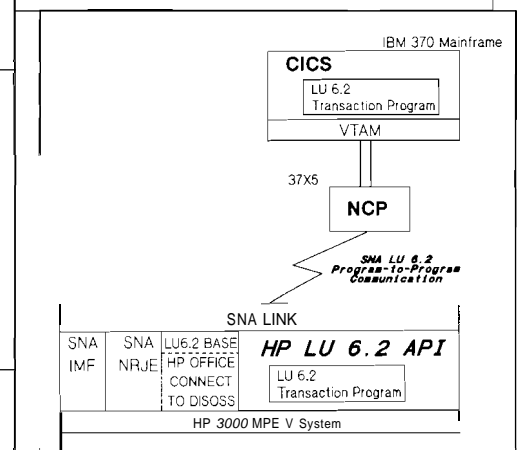 IBM 370 Mainframe
CICS
LU 6.2
Transaction Program
VTAM
37X5
NCP
SNA LU 6.2
Program-to-Program
Communication
SNA LINK
SNA
IMF
SNA
NRJE
LU6.2 BASE
HP OFFICE
CONNECT
TO DISOSS
HP LU 6.2 API
LU 6.2
Transaction Program
HP 3000 MPE V System